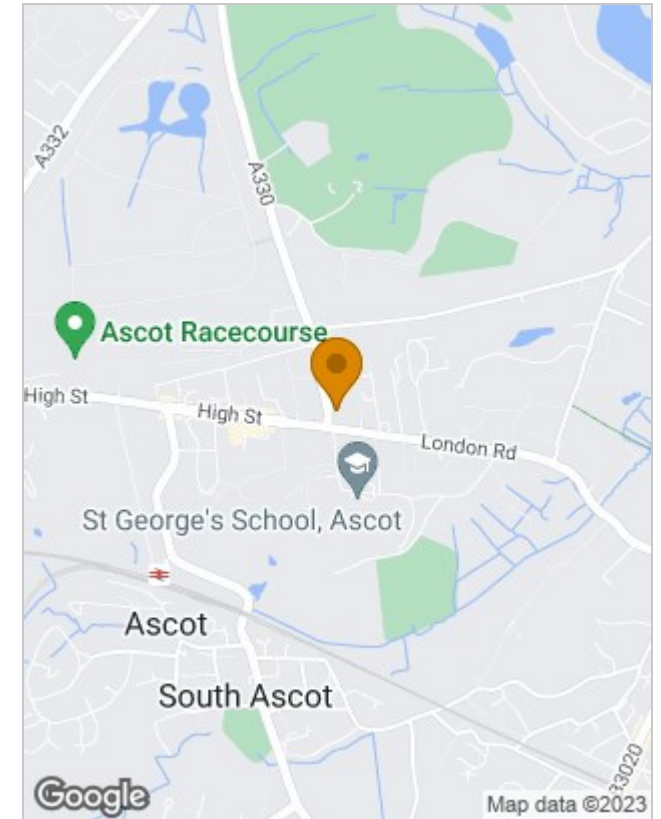 A332
A330
Ascot Racecourse
High St
High St
London Rd
St George's School, Ascot
Ascot
South Ascot
Google
Map data ©2023